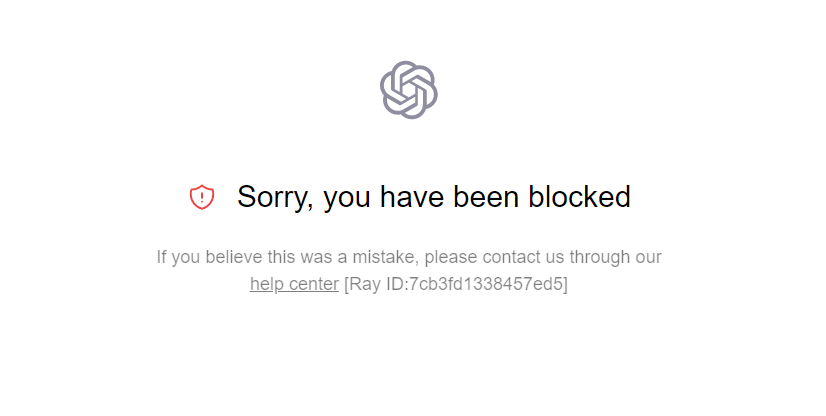 Sorry, you have been blocked
If you believe this was a mistake, please contact us through our
help center [Ray ID:7cb3fd1338457ed5]